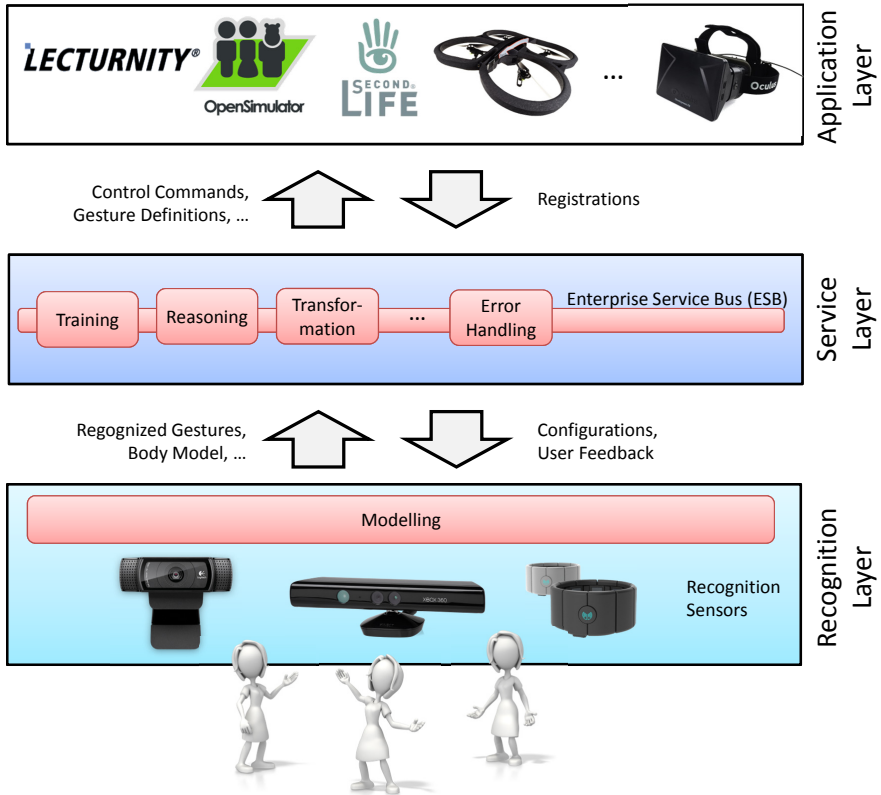 LECTURNITY®
OpenSimulator
SECOND®
LIFE
...
Oculus
Application
Layer
Control Commands,
Gesture Definitions, ...
Registrations
Training
Reasoning
Transfor-
mation
...
Error
Handling
Enterprise Service Bus (ESB)
Service
Layer
Regognized Gestures,
Body Model, ...
Configurations,
User Feedback
Modelling
XBOX 360
Recognition
Sensors
Recognition
Layer